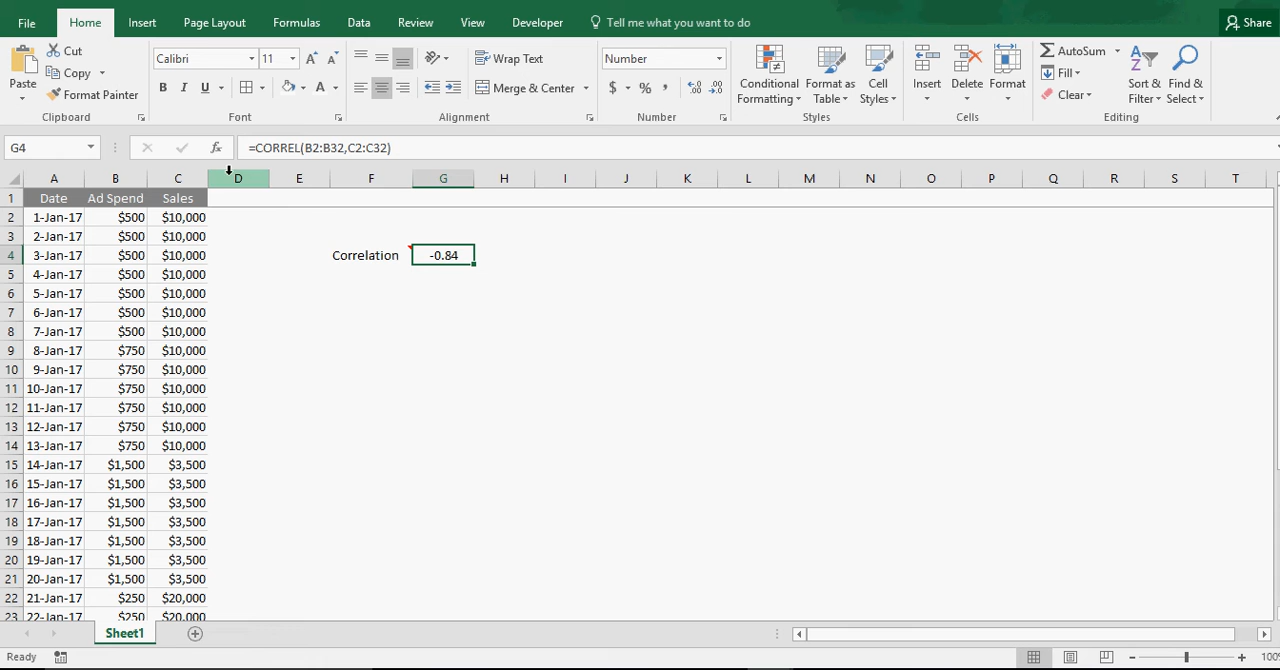 File Home Insert Page Layout Formulas Data Review View Developer Tell me what you want to do Share
Paste Cut Copy Format Painter Clipboard
Calibri 11 A A B I U A Font
Wrap Text Merge & Center Alignment
Number $ % , Number
Conditional Formatting Format as Table Cell Styles Styles
Insert Delete Format Cells
AutoSum Fill Clear Sort & Filter Find & Select Editing
G4 fx =CORREL(B2:B32,C2:C32)
A B C D E F G H I J K L M N O P Q R S T
1 Date Ad Spend Sales
2 1-Jan-17 $500 $10,000
3 2-Jan-17 $500 $10,000
4 3-Jan-17 $500 $10,000 Correlation -0.84
5 4-Jan-17 $500 $10,000
6 5-Jan-17 $500 $10,000
7 6-Jan-17 $500 $10,000
8 7-Jan-17 $500 $10,000
9 8-Jan-17 $750 $10,000
10 9-Jan-17 $750 $10,000
11 10-Jan-17 $750 $10,000
12 11-Jan-17 $750 $10,000
13 12-Jan-17 $750 $10,000
14 13-Jan-17 $750 $10,000
15 14-Jan-17 $1,500 $3,500
16 15-Jan-17 $1,500 $3,500
17 16-Jan-17 $1,500 $3,500
18 17-Jan-17 $1,500 $3,500
19 18-Jan-17 $1,500 $3,500
20 19-Jan-17 $1,500 $3,500
21 20-Jan-17 $1,500 $3,500
22 21-Jan-17 $250 $20,000
23 22-Jan-17 $250 $20,000
Sheet1
Ready 100%